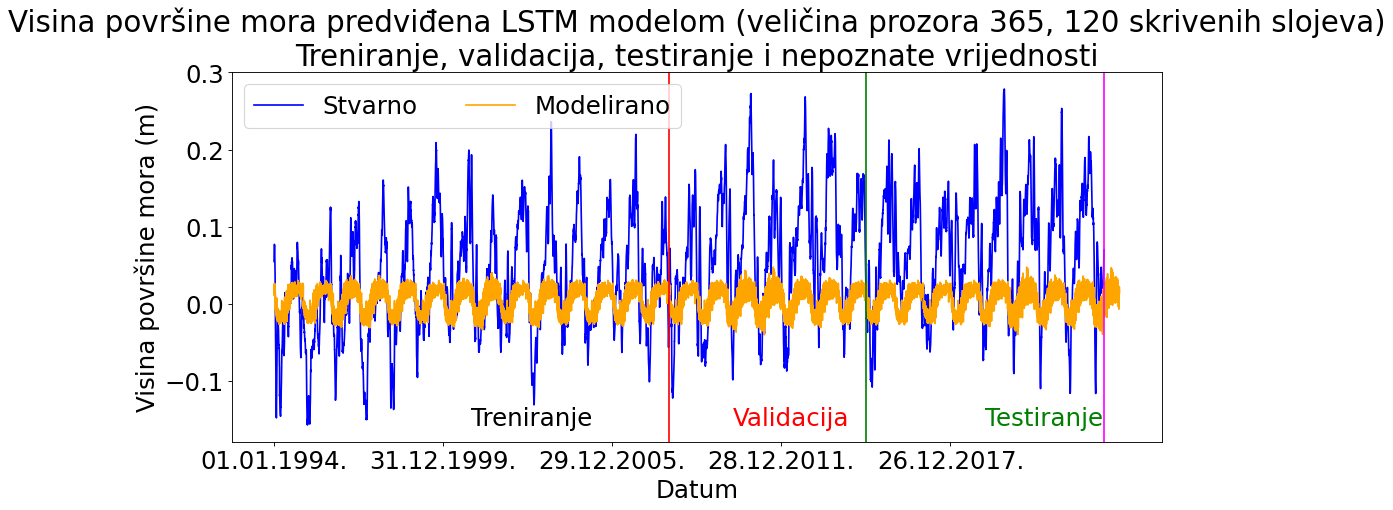 Visina površine mora predviđena LSTM modelom (veličina prozora 365, 120 skrivenih slojeva)
Treniranje, validacija, testiranje i nepoznate vrijednosti
Stvarno Modelirano
Visina površine mora (m)
0.3
0.2
0.1
0.0
−0.1
Treniranje Validacija Testiranje
01.01.1994. 31.12.1999. 29.12.2005. 28.12.2011. 26.12.2017.
Datum